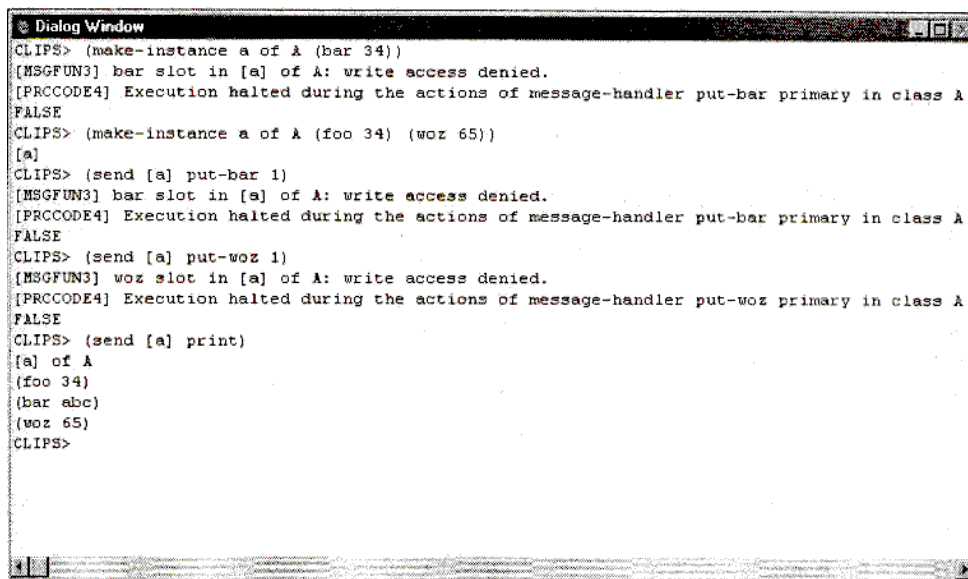 Dialog Window
CLIPS> (make-instance a of A (bar 34))
[MSGFUN3] bar slot in [a] of A: write access denied.
[PRCCODE4] Execution halted during the actions of message-handler put-bar primary in class A
FALSE
CLIPS> (make-instance a of A (foo 34) (woz 65))
[a]
CLIPS> (send [a] put-bar 1)
[MSGFUN3] bar slot in [a] of A: write access denied.
[PRCCODE4] Execution halted during the actions of message-handler put-bar primary in class A
FALSE
CLIPS> (send [a] put-woz 1)
[MSGFUN3] woz slot in [a] of A: write access denied.
[PRCCODE4] Execution halted during the actions of message-handler put-woz primary in class A
FALSE
CLIPS> (send [a] print)
[a] of A
(foo 34)
(bar abc)
(woz 65)
CLIPS>